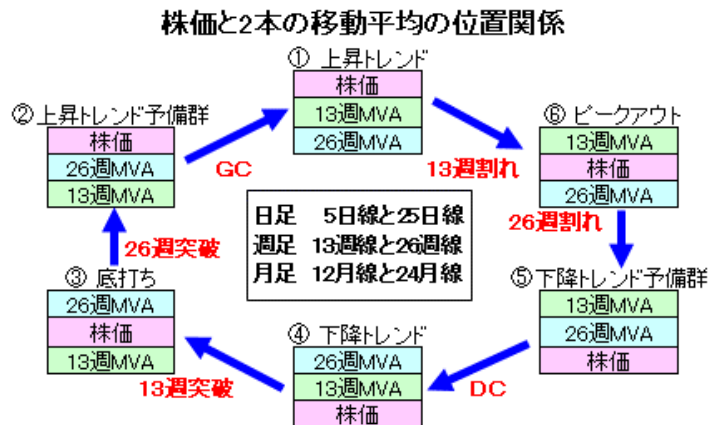 株価と2本の移動平均の位置関係
① 上昇トレンド
株価
13週MVA
26週MVA
② 上昇トレンド予備群
株価
26週MVA
13週MVA
GC
13週割れ
⑥ ピークアウト
13週MVA
株価
26週MVA
26週割れ
日足 5日線と25日線
週足 13週線と26週線
月足 12月線と24月線
26週突破
③ 底打ち
26週MVA
株価
13週MVA
13週突破
④ 下降トレンド
26週MVA
13週MVA
株価
DC
⑤下降トレンド予備群
13週MVA
26週MVA
株価